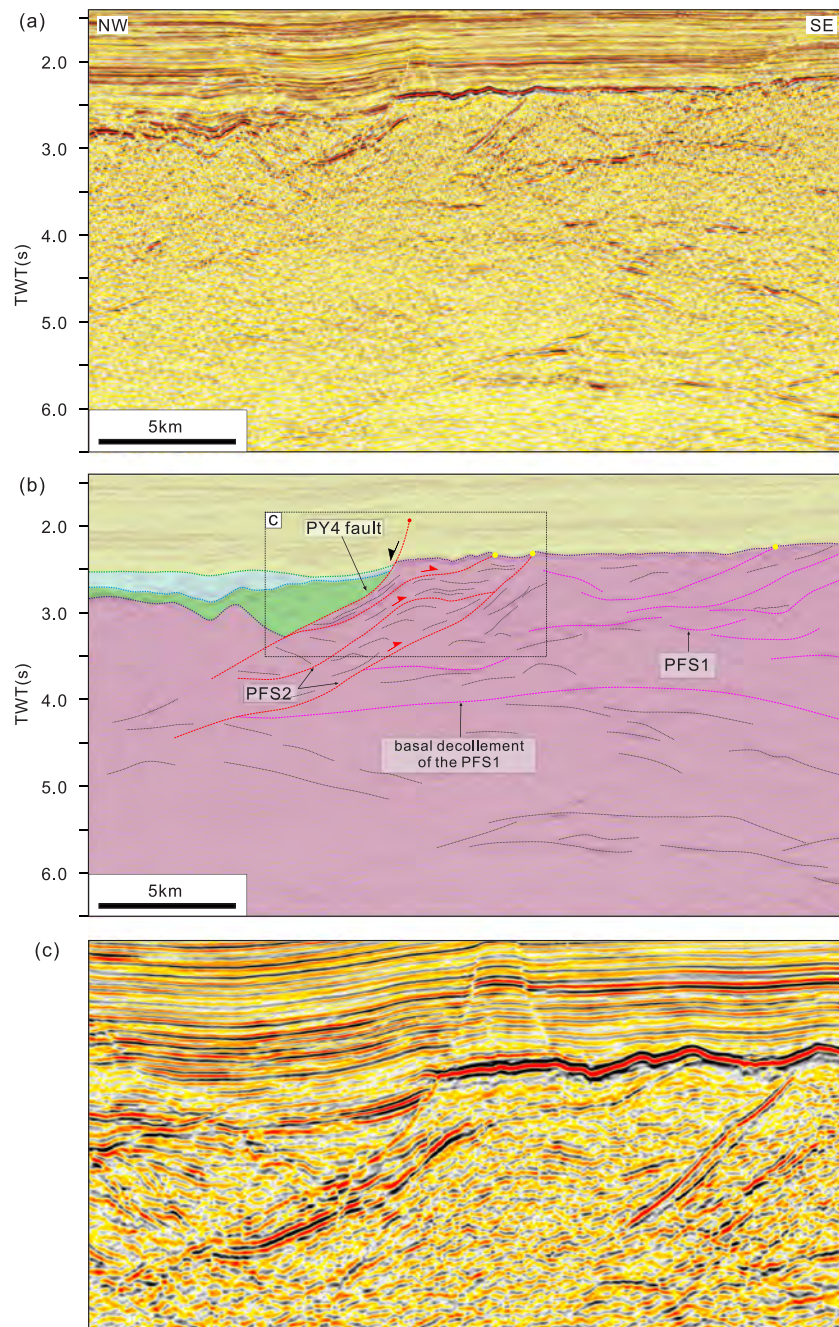 (a)
NW
SE
2.0
3.0
4.0
5.0
6.0
TWT(s)
5km
(b)
C
PY4 fault
2.0
3.0
4.0
5.0
6.0
TWT(s)
PFS2
PFS1
basal decollement
of the PFS1
5km
(c)